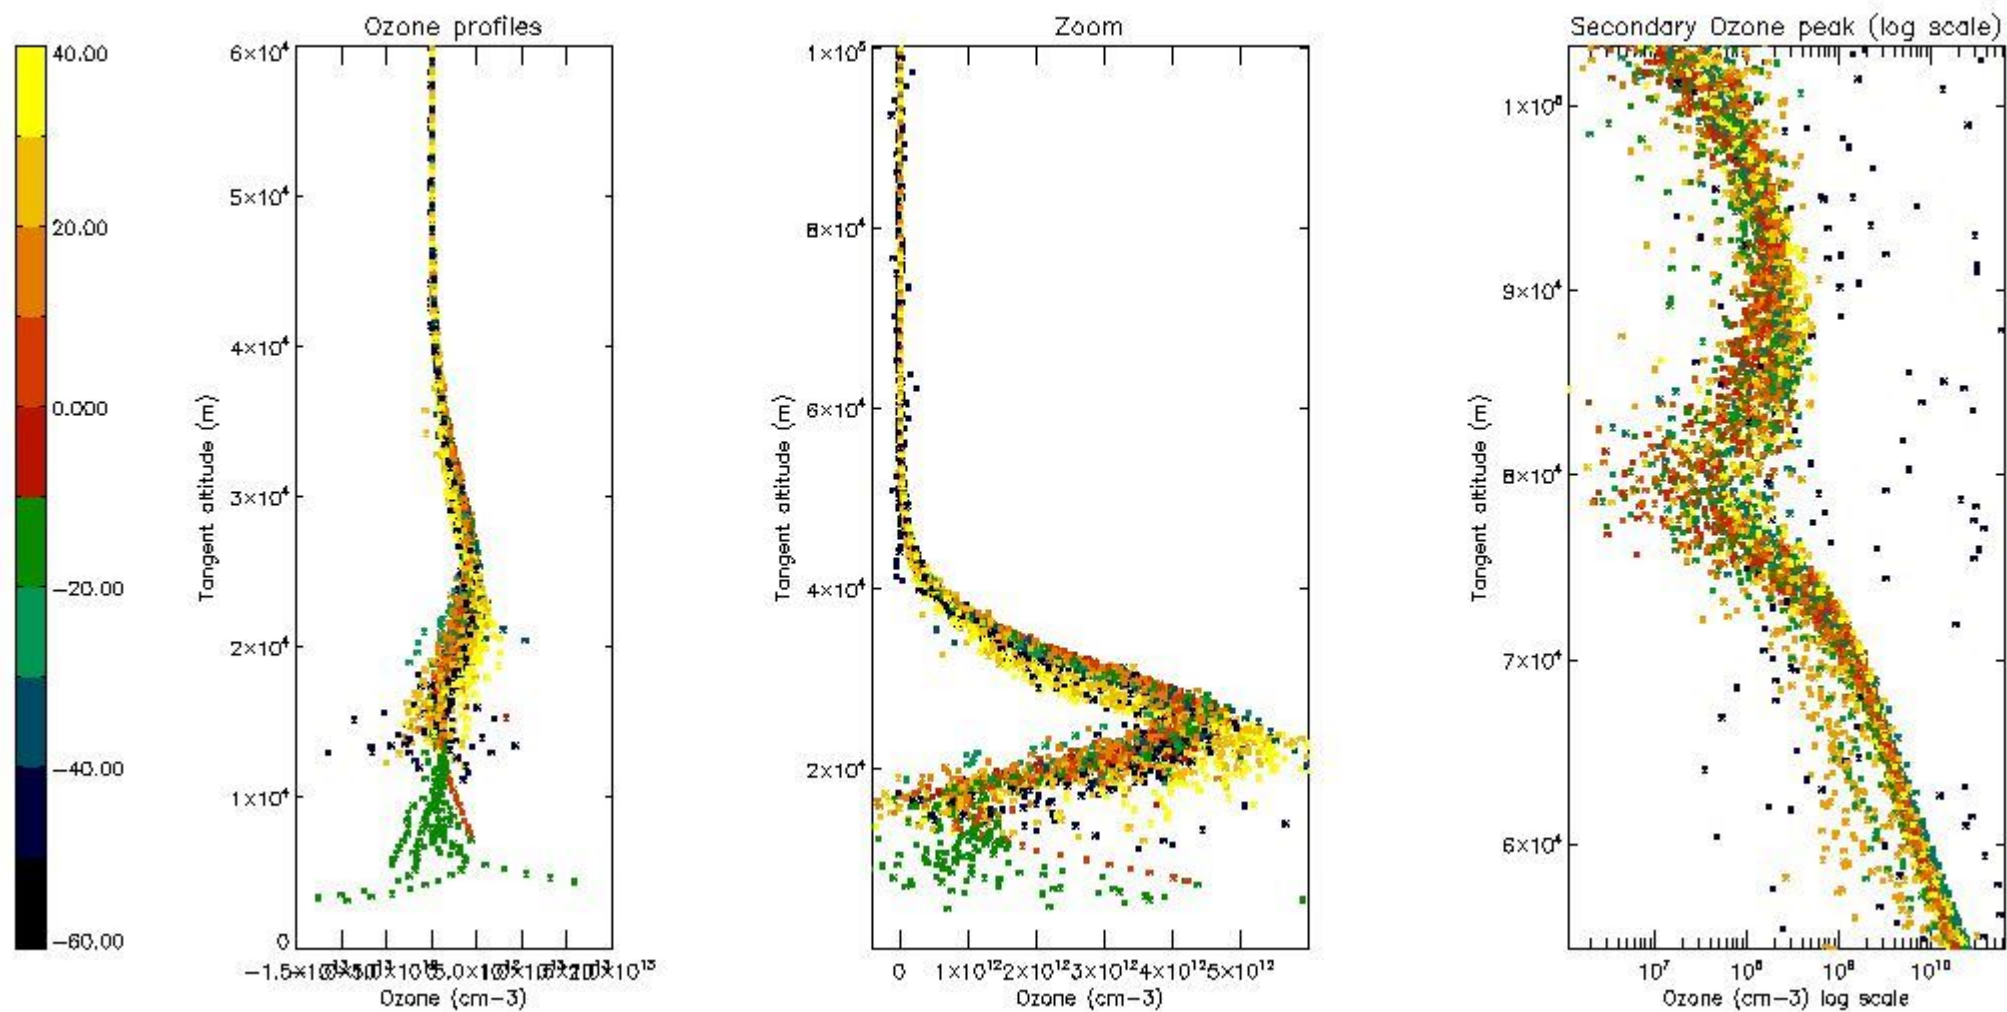 Ozone profiles
Zoom
Secondary Ozone peak (log scale)
40.00
20.00
0.000
−20.00
−40.00
−60.00
6×10⁴
5×10⁴
4×10⁴
3×10⁴
2×10⁴
1×10⁴
0
Tangent altitude (m)
Ozone (cm−3)
1×10⁵
8×10⁴
6×10⁴
4×10⁴
2×10⁴
Tangent altitude (m)
0 1×10¹² 2×10¹² 3×10¹² 4×10¹² 5×10¹²
Ozone (cm−3)
9×10⁴
8×10⁴
7×10⁴
6×10⁴
Tangent altitude (m)
10⁷ 10⁸ 10⁹ 10¹⁰
Ozone (cm−3) log scale